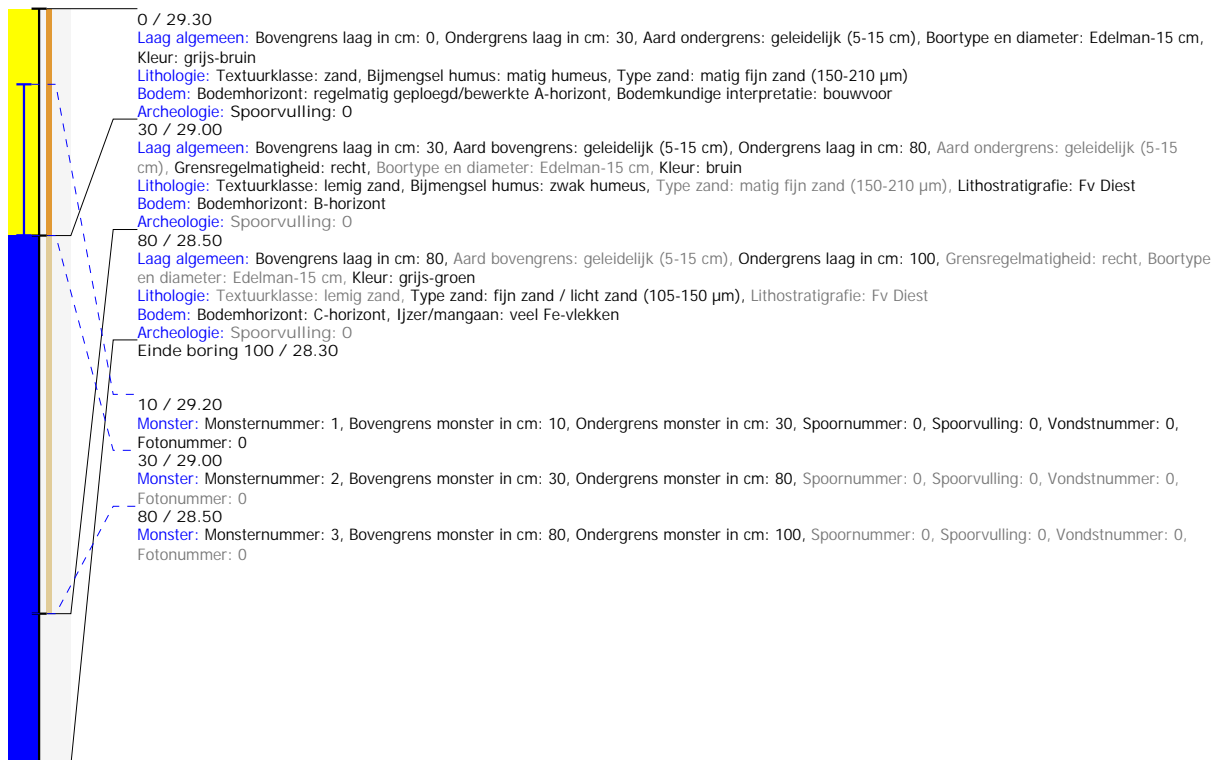 0 / 29.30
Laag algemeen: Bovengrens laag in cm: 0, Ondergrens laag in cm: 30, Aard ondergrens: geleidelijk (5-15 cm), Boortype en diameter: Edelman-15 cm,
Kleur: grijs-bruin
Lithologie: Textuurklasse: zand, Bijmengsel humus: matig humeus, Type zand: matig fijn zand (150-210 µm)
Bodem: Bodemhorizont: regelmatig geploegd/bewerkte A-horizont, Bodemkundige interpretatie: bouwvoor
Archeologie: Spoorvulling: 0
30 / 29.00
Laag algemeen: Bovengrens laag in cm: 30, Aard bovengrens: geleidelijk (5-15 cm), Ondergrens laag in cm: 80, Aard ondergrens: geleidelijk (5-15
cm), Grensregelmatigheid: recht, Boortype en diameter: Edelman-15 cm, Kleur: bruin
Lithologie: Textuurklasse: lemig zand, Bijmengsel humus: zwak humeus, Type zand: matig fijn zand (150-210 µm), Lithostratigrafie: Fv Diest
Bodem: Bodemhorizont: B-horizont
Archeologie: Spoorvulling: 0
80 / 28.50
Laag algemeen: Bovengrens laag in cm: 80, Aard bovengrens: geleidelijk (5-15 cm), Ondergrens laag in cm: 100, Grensregelmatigheid: recht, Boortype
en diameter: Edelman-15 cm, Kleur: grijs-groen
Lithologie: Textuurklasse: lemig zand, Type zand: fijn zand / licht zand (105-150 µm), Lithostratigrafie: Fv Diest
Bodem: Bodemhorizont: C-horizont, Ijzer/mangaan: veel Fe-vlekken
Archeologie: Spoorvulling: 0
Einde boring 100 / 28.30
10 / 29.20
Monster: Monsternummer: 1, Bovengrens monster in cm: 10, Ondergrens monster in cm: 30, Spoornummer: 0, Spoorvulling: 0, Vondstnummer: 0,
Fotonummer: 0
30 / 29.00
Monster: Monsternummer: 2, Bovengrens monster in cm: 30, Ondergrens monster in cm: 80, Spoornummer: 0, Spoorvulling: 0, Vondstnummer: 0,
Fotonummer: 0
80 / 28.50
Monster: Monsternummer: 3, Bovengrens monster in cm: 80, Ondergrens monster in cm: 100, Spoornummer: 0, Spoorvulling: 0, Vondstnummer: 0,
Fotonummer: 0